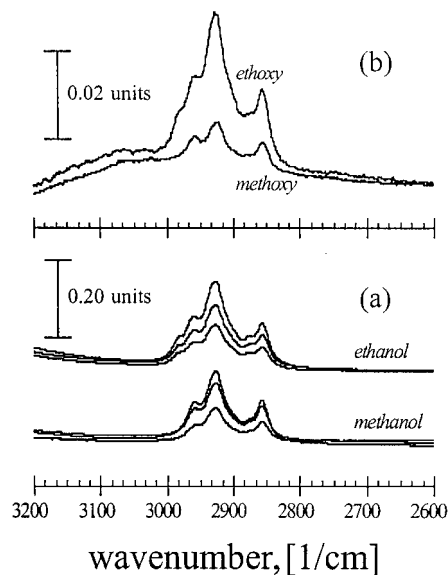 (b)
ethoxy
0.02 units
methoxy
(a)
0.20 units
ethanol
methanol
3200 3100 3000 2900 2800 2700 2600
wavenumber, [1/cm]